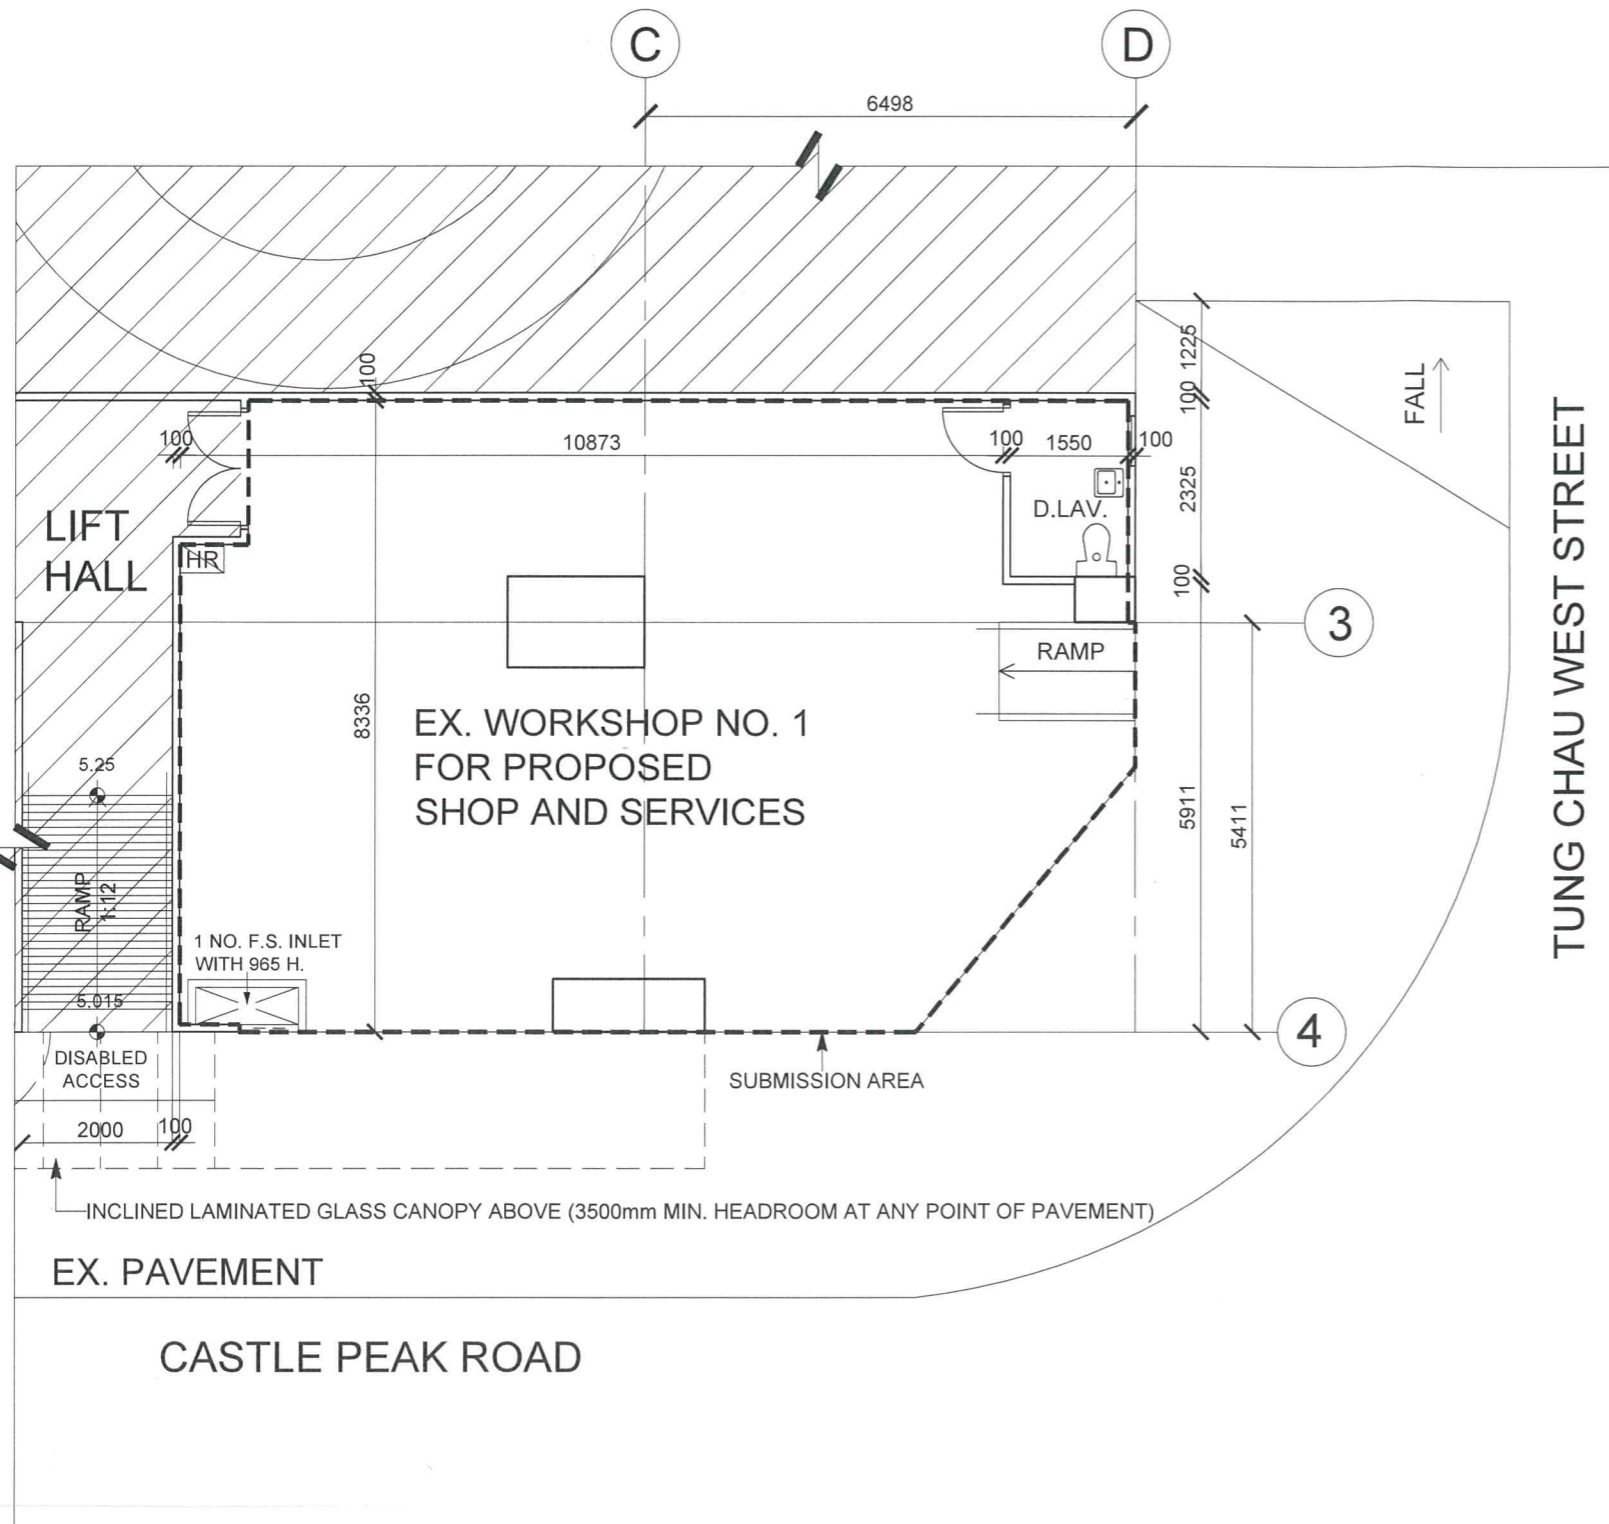 C
D
6498
100
1225
100
FALL
TUNG CHAU WEST STREET
100
10873
100
1550
100
LIFT
HALL
D.LAV.
2325
HR
100
3
RAMP
8336
EX. WORKSHOP NO. 1
FOR PROPOSED
SHOP AND SERVICES
5.25
5911
5411
RAMP
1:12
1 NO. F.S. INLET
WITH 965 H.
5.015
4
DISABLED
ACCESS
SUBMISSION AREA
2000
100
INCLINED LAMINATED GLASS CANOPY ABOVE (3500mm MIN. HEADROOM AT ANY POINT OF PAVEMENT)
EX. PAVEMENT
CASTLE PEAK ROAD